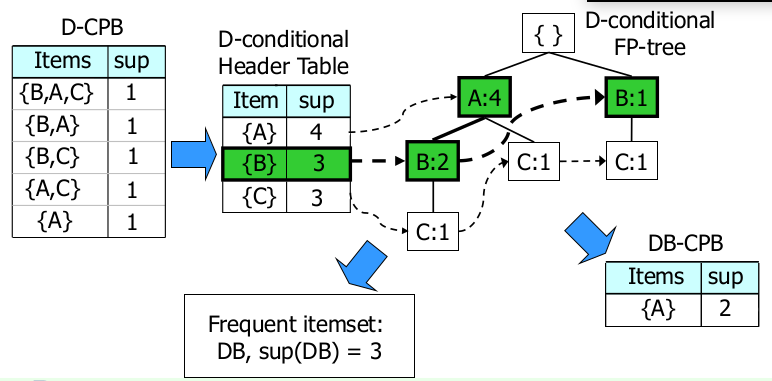 D-CPB
Items sup
{B,A,C} 1
{B,A} 1
{B,C} 1
{A,C} 1
{A} 1
D-conditional
Header Table
Item sup
{A} 4
{B} 3
{C} 3
{ }
D-conditional
FP-tree
A:4
B:1
B:2
C:1
C:1
C:1
DB-CPB
Items sup
{A} 2
Frequent itemset:
DB, sup(DB) = 3